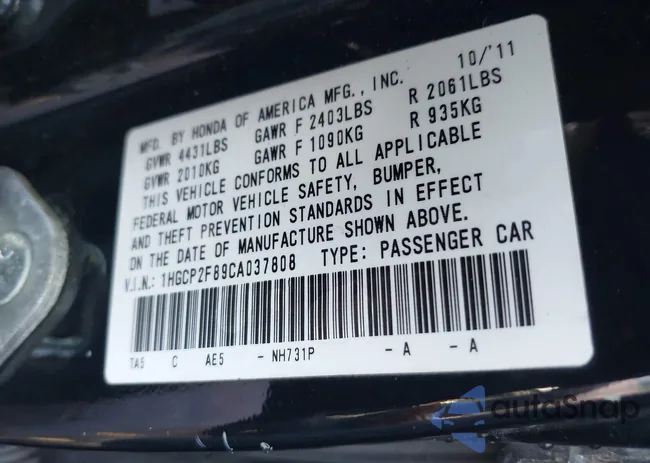 MFD. BY HONDA OF AMERICA MFG., INC. 10/'11
GVWR 4431LBS GAWR F 2403LBS R 2061LBS
GVWR 2010KG GAWR F 1090KG R 935KG
THIS VEHICLE CONFORMS TO ALL APPLICABLE
FEDERAL MOTOR VEHICLE SAFETY, BUMPER,
AND THEFT PREVENTION STANDARDS IN EFFECT
ON THE DATE OF MANUFACTURE SHOWN ABOVE.
V.I.N.: 1HGCP2F89CA037808 TYPE: PASSENGER CAR
TA5 C AE5 - NH731P - A - A
autoSnap